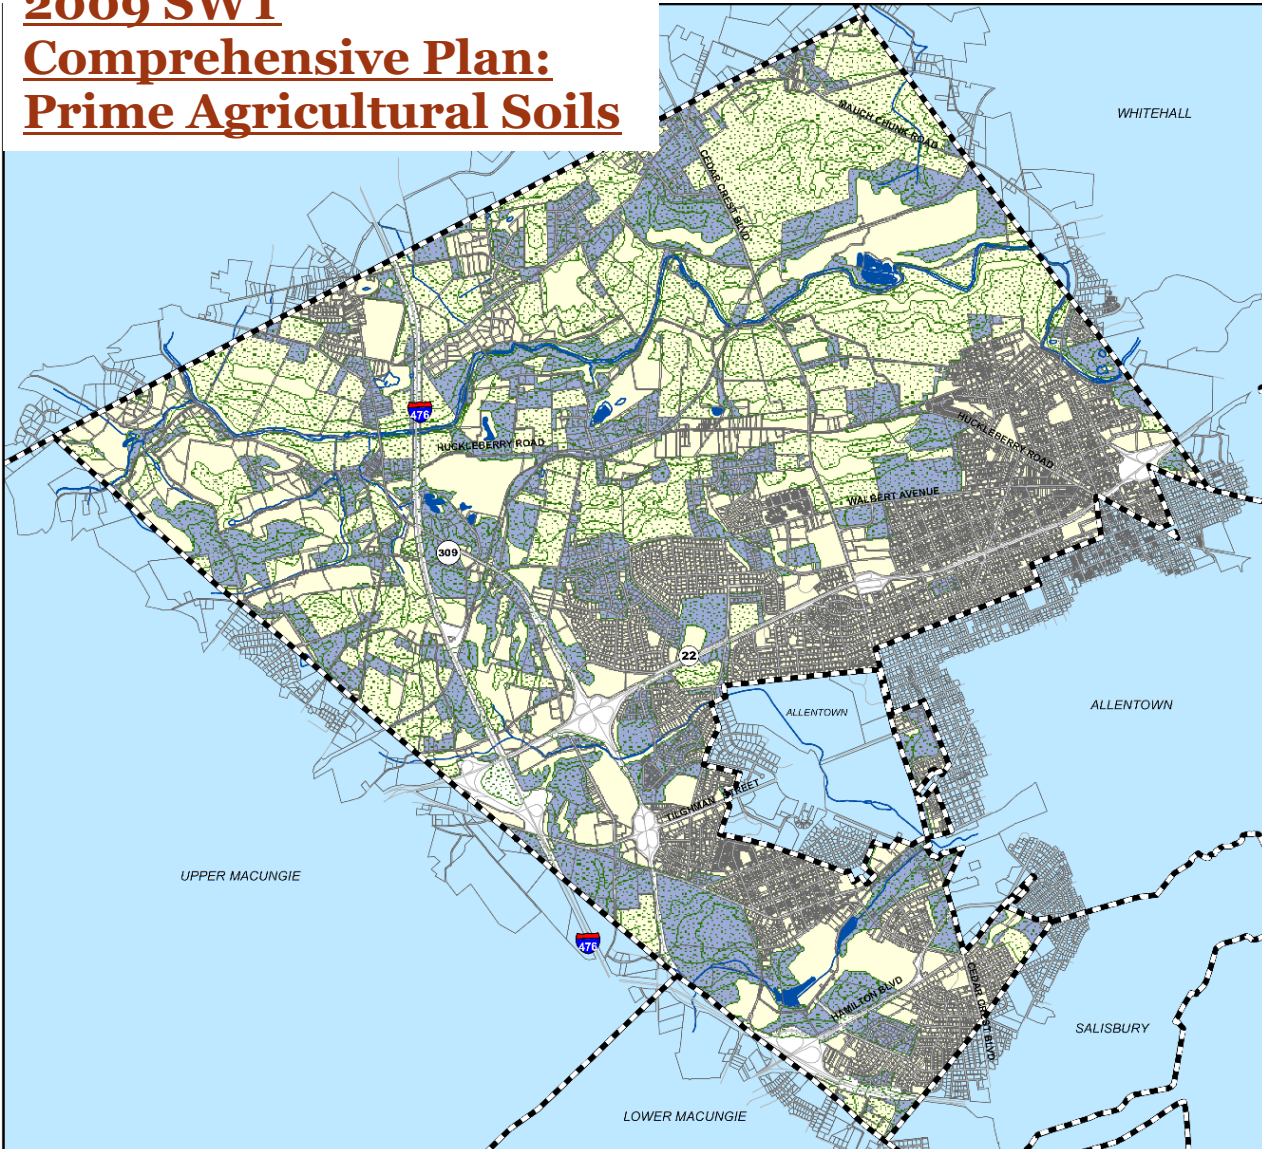 2009 SWT
Comprehensive Plan:
Prime Agricultural Soils
WHITEHALL
MAUCH CHUNK ROAD
CEDAR CREST BLVD
476
HUCKLEBERRY ROAD
HUCKLEBERRY ROAD
WALBERT AVENUE
309
22
ALLENTOWN
ALLENTOWN
TILGHMAN STREET
UPPER MACUNGIE
476
CEDAR CREST BLVD
HAMILTON BLVD
SALISBURY
LOWER MACUNGIE